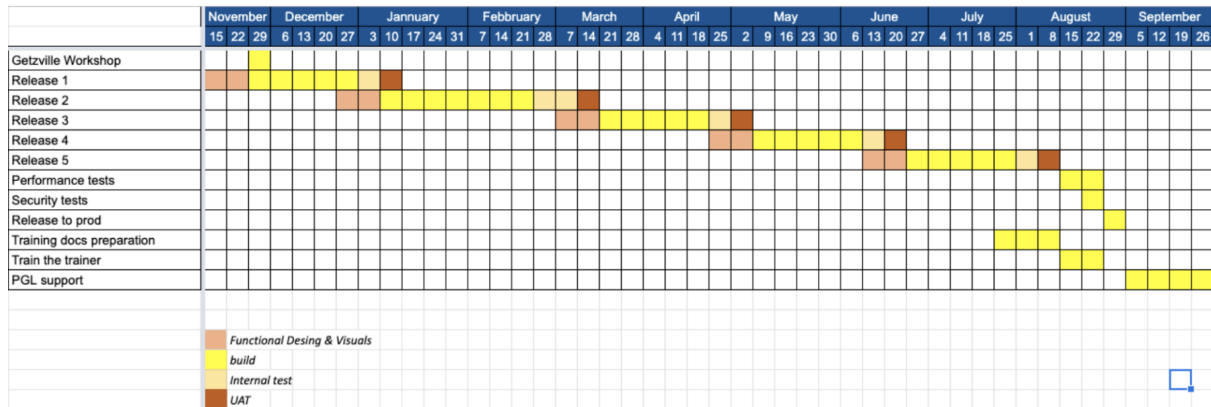 November December Jannuary Febbruary March April May June July August September
15 22 29 6 13 20 27 3 10 17 24 31 7 14 21 28 7 14 21 28 4 11 18 25 2 9 16 23 30 6 13 20 27 4 11 18 25 1 8 15 22 29 5 12 19 26
Getzville Workshop
Release 1
Release 2
Release 3
Release 4
Release 5
Performance tests
Security tests
Release to prod
Training docs preparation
Train the trainer
PGL support
Functional Desing & Visuals
build
Internal test
UAT